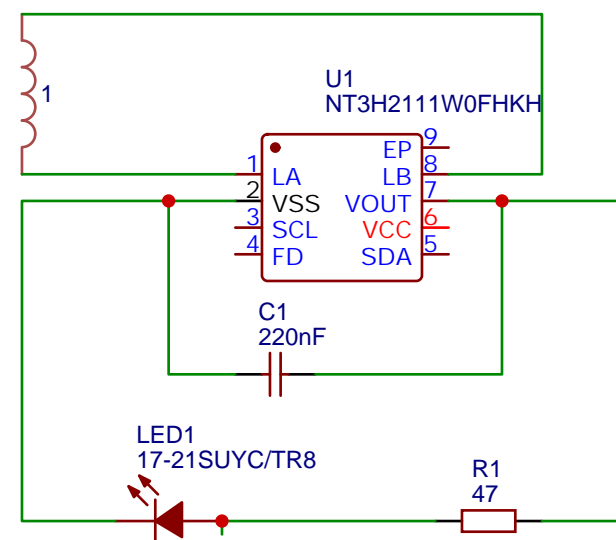 1
U1
NT3H2111W0FHKH
EP 9
1 LA
LB 8
2 VSS
VOUT 7
3 SCL
VCC 6
4 FD
SDA 5
C1
220nF
LED1
17-21SUYC/TR8
R1
47